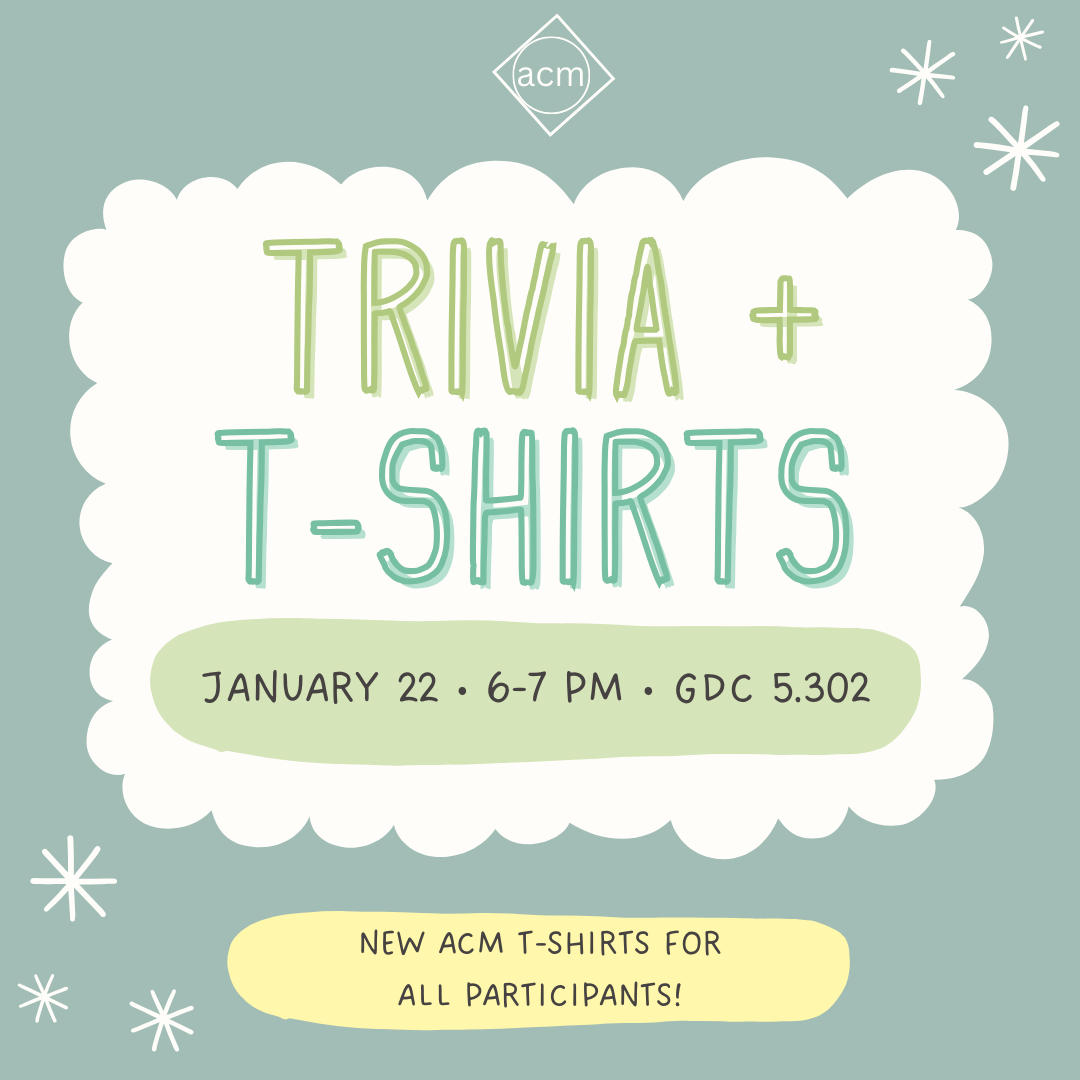 acm
TRIVIA +
T-SHIRTS
JANUARY 22 • 6-7 PM • GDC 5.302
NEW ACM T-SHIRTS FOR
ALL PARTICIPANTS!